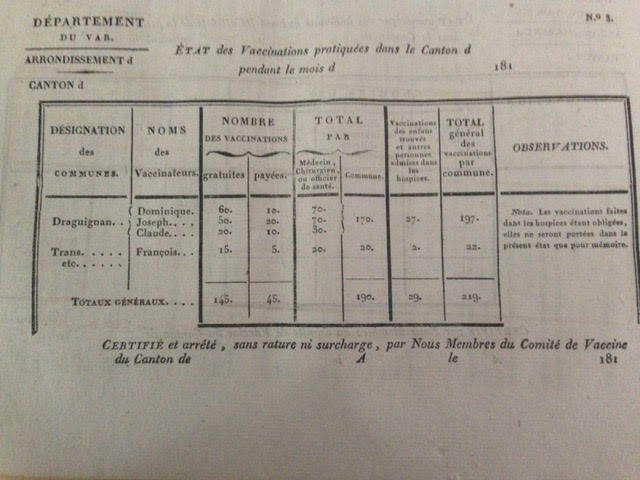 DÉPARTEMENT
DU VAR.
N.º 3.
ÉTAT des Vaccinations pratiquées dans le Canton d
ARRONDISSEMENT d
pendant le mois d 181
CANTON d
DÉSIGNATION
des
COMMUNES.
NOMS
des
Vaccinateurs.
NOMBRE
DES VACCINATIONS
gratuites
payées.
TOTAL
PAR
Médecin,
Chirurgien,
ou officier
de santé.
Commune.
Vaccinations
des enfans
trouvés
et autres
personnes
admises dans
les
hospices.
TOTAL
général
des
vaccinations
par
commune.
OBSERVATIONS.
Draguignan. . { Dominique. 60. 10. 70.
Joseph. . . . 50. 20. 70. } 170. 27. 197.
Claude. . . . 20. 10. 30.
Trans. . . . . François. . . 15. 5. 20. 20. 2. 22.
etc. . . . . . .
Nota. Les vaccinations faites
dans les hospices étant obligées,
elles ne seront portées dans le
présent état que pour mémoire.
TOTAUX GÉNÉRAUX. . . . 145. 45. 190. 29. 219.
CERTIFIÉ et arrêté, sans rature ni surcharge, par Nous Membres du Comité de Vaccine
du Canton de A le 181